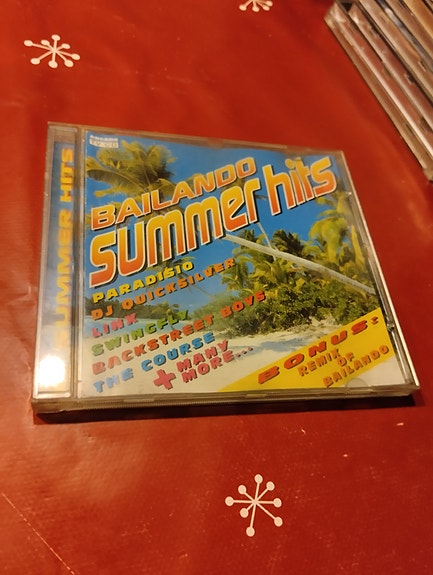 SUMMER HITS
BAILANDO
summer hits
PARADISIO
DJ QUICKSILVER
LINX
SWINGFLY
BACKSTREET BOYS
THE COURSE
+ MANY
MORE...
BONUS:
REMIX
OF
BAILANDO